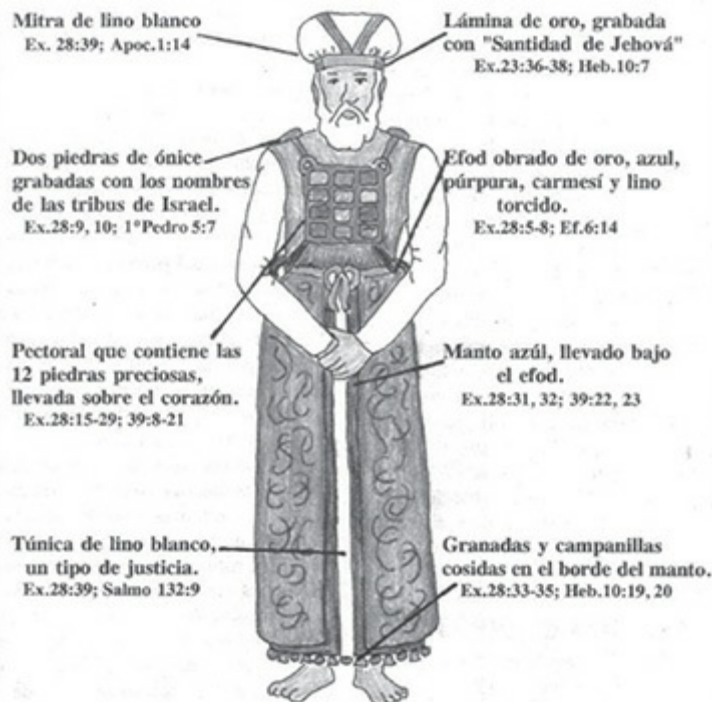 Mitra de lino blanco
Ex. 28:39; Apoc.1:14
Lámina de oro, grabada
con "Santidad de Jehová"
Ex.23:36-38; Heb.10:7
Dos piedras de ónice
grabadas con los nombres
de las tribus de Israel.
Ex.28:9, 10; 1ºPedro 5:7
Efod obrado de oro, azul,
púrpura, carmesí y lino
torcido.
Ex.28:5-8; Ef.6:14
Pectoral que contiene las
12 piedras preciosas,
llevada sobre el corazón.
Ex.28:15-29; 39:8-21
Manto azúl, llevado bajo
el efod.
Ex.28:31, 32; 39:22, 23
Túnica de lino blanco,
un tipo de justicia.
Ex.28:39; Salmo 132:9
Granadas y campanillas
cosidas en el borde del manto.
Ex.28:33-35; Heb.10:19, 20